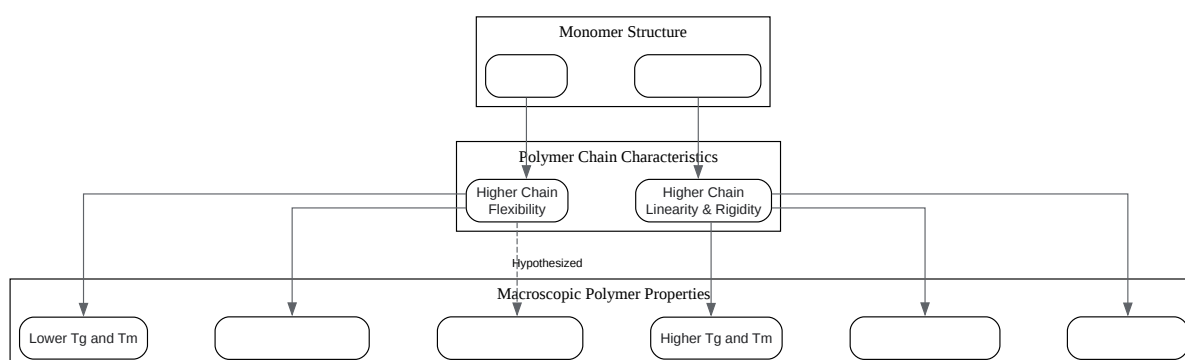 Monomer Structure
Polymer Chain Characteristics
Higher Chain
Flexibility
Higher Chain
Linearity & Rigidity
Hypothesized
Macroscopic Polymer Properties
Lower Tg and Tm
Higher Tg and Tm